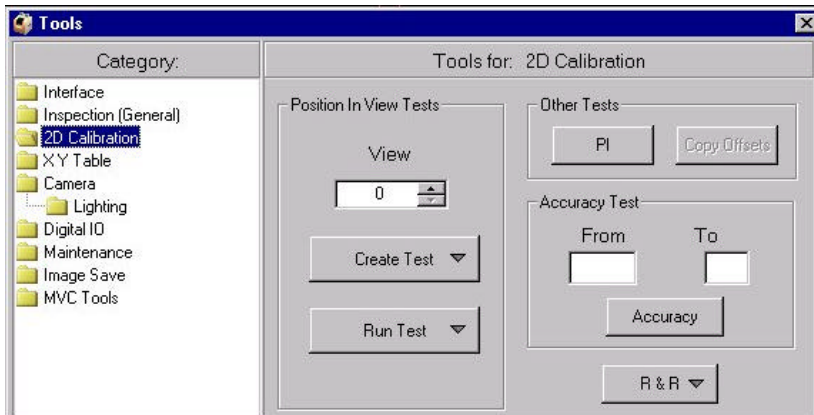 Tools
Category:
Interface
Inspection (General)
2D Calibration
X Y Table
Camera
Lighting
Digital IO
Maintenance
Image Save
MVC Tools
Tools for: 2D Calibration
Position In View Tests
View
0
Create Test
Run Test
Other Tests
PI
Copy Offsets
Accuracy Test
From To
Accuracy
R & R